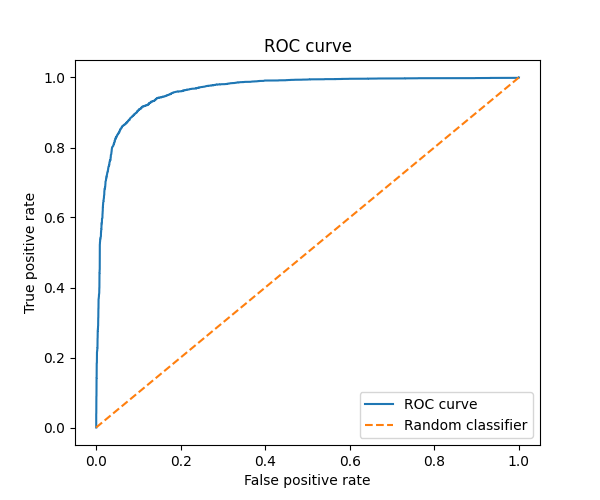 ROC curve
True positive rate
1.0
0.8
0.6
0.4
0.2
0.0
ROC curve
Random classifier
0.0 0.2 0.4 0.6 0.8 1.0
False positive rate